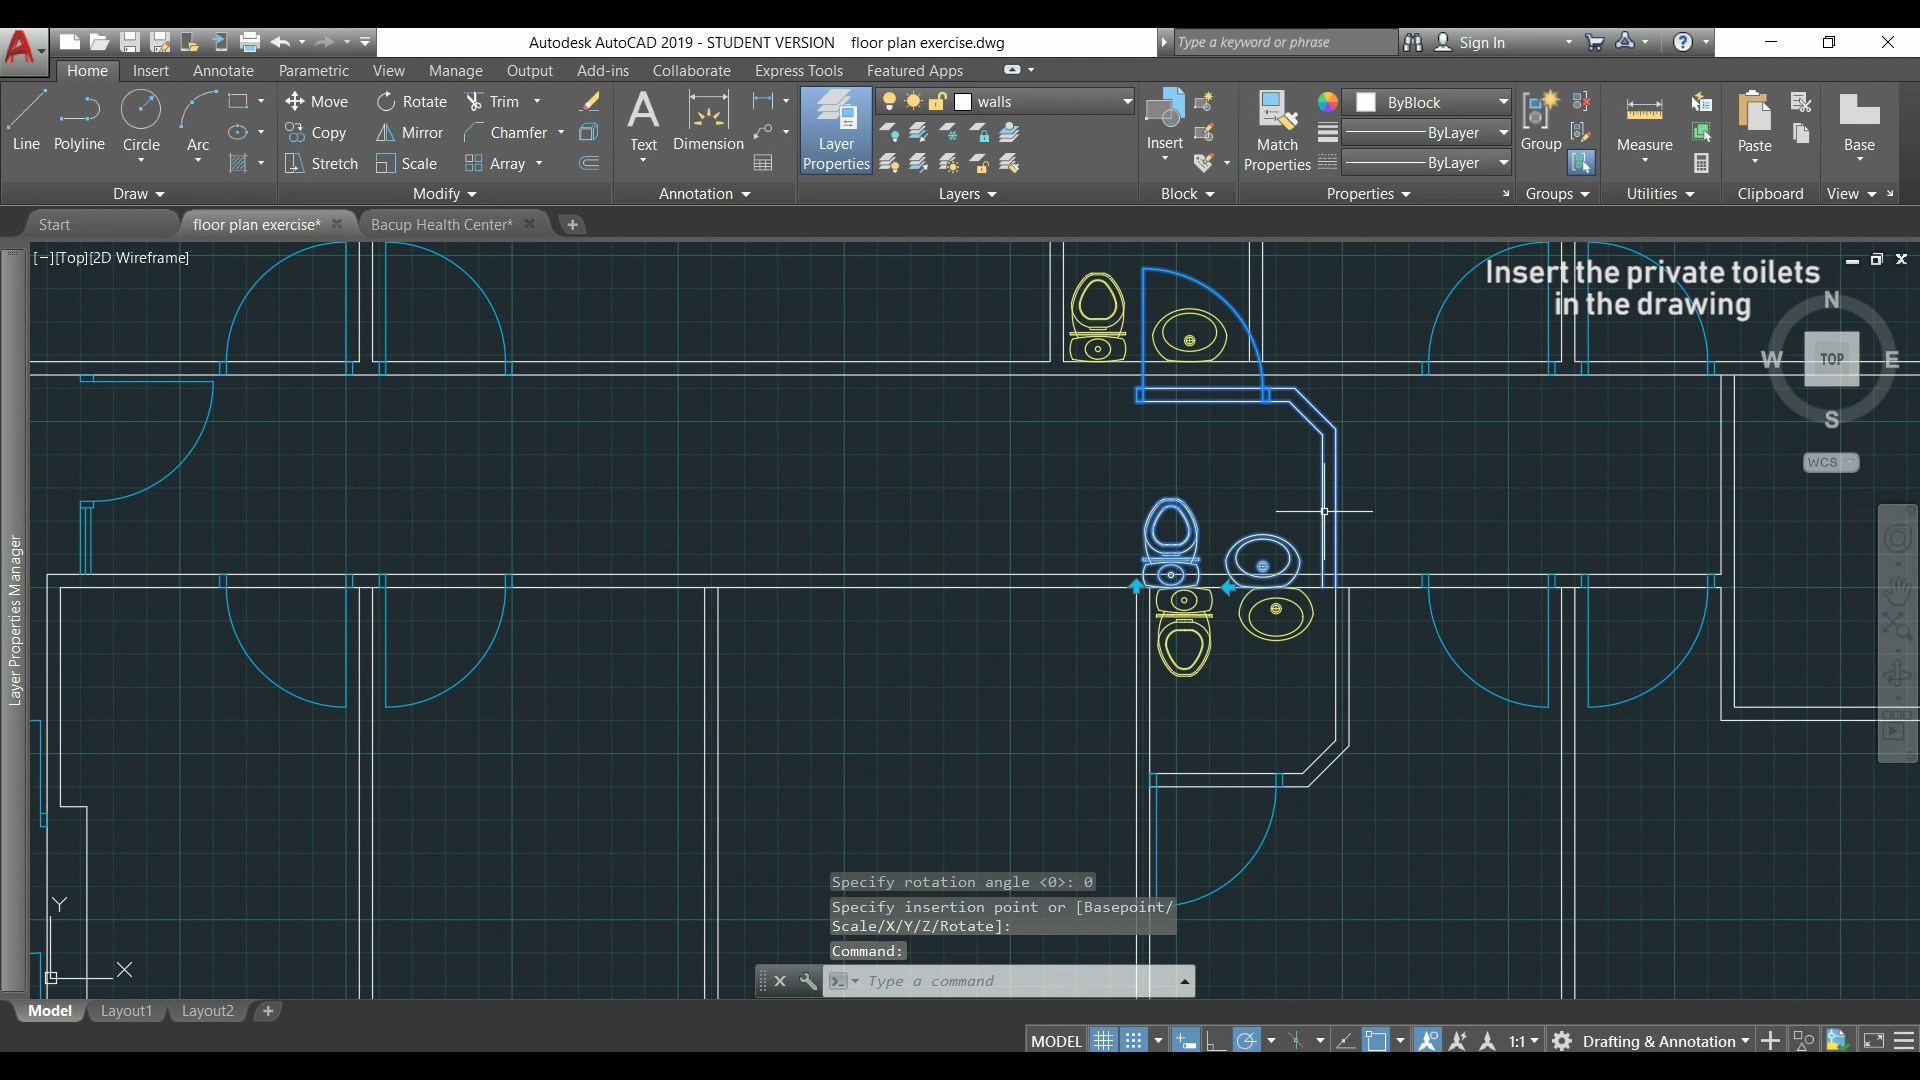 Autodesk AutoCAD 2019 - STUDENT VERSION floor plan exercise.dwg
Type a keyword or phrase
Sign In
Home Insert Annotate Parametric View Manage Output Add-ins Collaborate Express Tools Featured Apps
Line
Polyline
Circle
Arc
Draw
Move
Rotate
Trim
Copy
Mirror
Chamfer
Stretch
Scale
Array
Modify
Text
Dimension
Annotation
Layer
Properties
walls
Layers
Insert
Block
Match
Properties
ByBlock
ByLayer
ByLayer
Properties
Group
Groups
Measure
Utilities
Paste
Clipboard
Base
View
Start
floor plan exercise*
Bacup Health Center*
[−][Top][2D Wireframe]
Insert the private toilets
in the drawing
N
W
TOP
E
S
WCS
Layer Properties Manager
Y
X
Specify rotation angle <0>: 0
Specify insertion point or [Basepoint/
Scale/X/Y/Z/Rotate]:
Command:
Type a command
Model Layout1 Layout2
MODEL
1:1
Drafting & Annotation